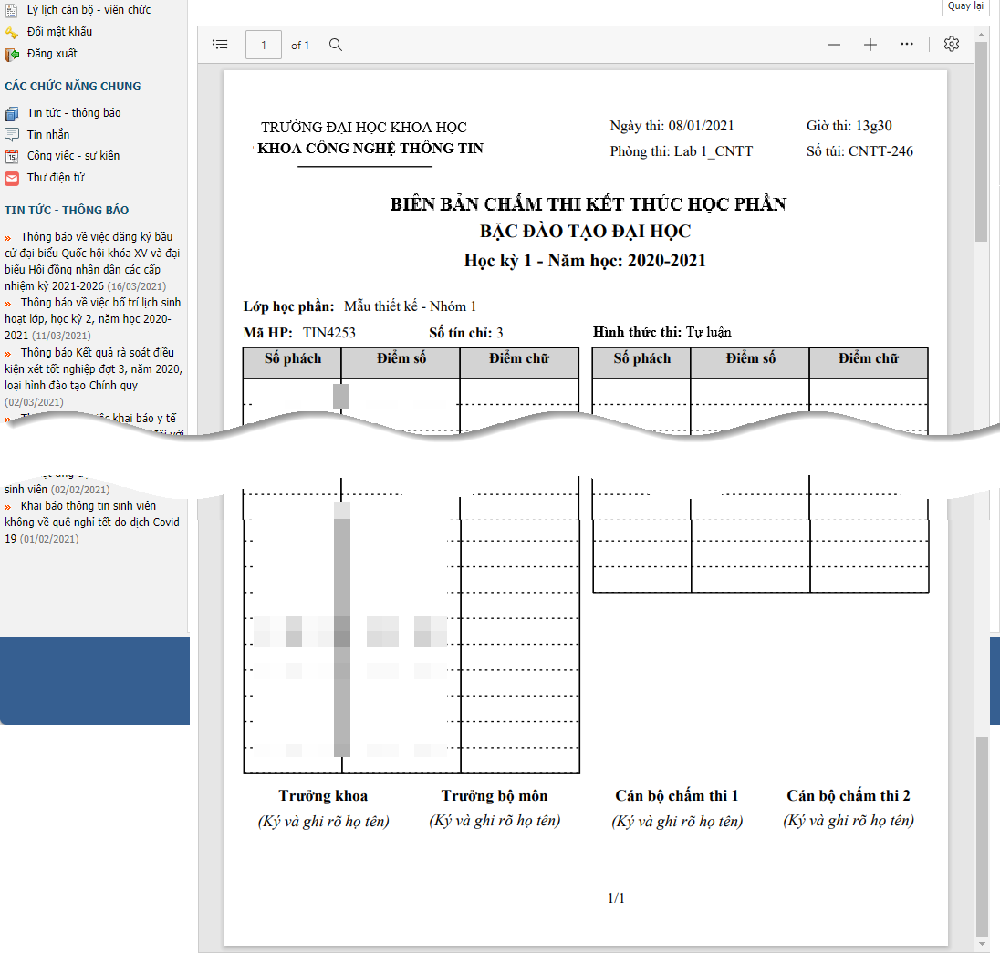 Lý lịch cán bộ - viên chức
Đổi mật khẩu
Đăng xuất
CÁC CHỨC NĂNG CHUNG
Tin tức - thông báo
Tin nhắn
Công việc - sự kiện
Thư điện tử
TIN TỨC - THÔNG BÁO
» Thông báo về việc đăng ký bầu
cử đại biểu Quốc hội khóa XV và đại
biểu Hội đồng nhân dân các cấp
nhiệm kỳ 2021-2026 (16/03/2021)
» Thông báo về việc bố trí lịch sinh
hoạt lớp, học kỳ 2, năm học 2020-
2021 (11/03/2021)
» Thông báo Kết quả rà soát điều
kiện xét tốt nghiệp đợt 3, năm 2020,
loại hình đào tạo Chính quy
(02/03/2021)
khai báo y tế
sinh viên (02/02/2021)
» Khai báo thông tin sinh viên
không về quê nghỉ tết do dịch Covid-
19 (01/02/2021)
Quay lại
1 of 1
TRƯỜNG ĐẠI HỌC KHOA HỌC
KHOA CÔNG NGHỆ THÔNG TIN
Ngày thi: 08/01/2021 Giờ thi: 13g30
Phòng thi: Lab 1_CNTT Số túi: CNTT-246
BIÊN BẢN CHẤM THI KẾT THÚC HỌC PHẦN
BẬC ĐÀO TẠO ĐẠI HỌC
Học kỳ 1 - Năm học: 2020-2021
Lớp học phần: Mẫu thiết kế - Nhóm 1
Mã HP: TIN4253 Số tín chỉ: 3 Hình thức thi: Tự luận
Số phách Điểm số Điểm chữ Số phách Điểm số Điểm chữ
Trưởng khoa Trưởng bộ môn Cán bộ chấm thi 1 Cán bộ chấm thi 2
(Ký và ghi rõ họ tên) (Ký và ghi rõ họ tên) (Ký và ghi rõ họ tên) (Ký và ghi rõ họ tên)
1/1